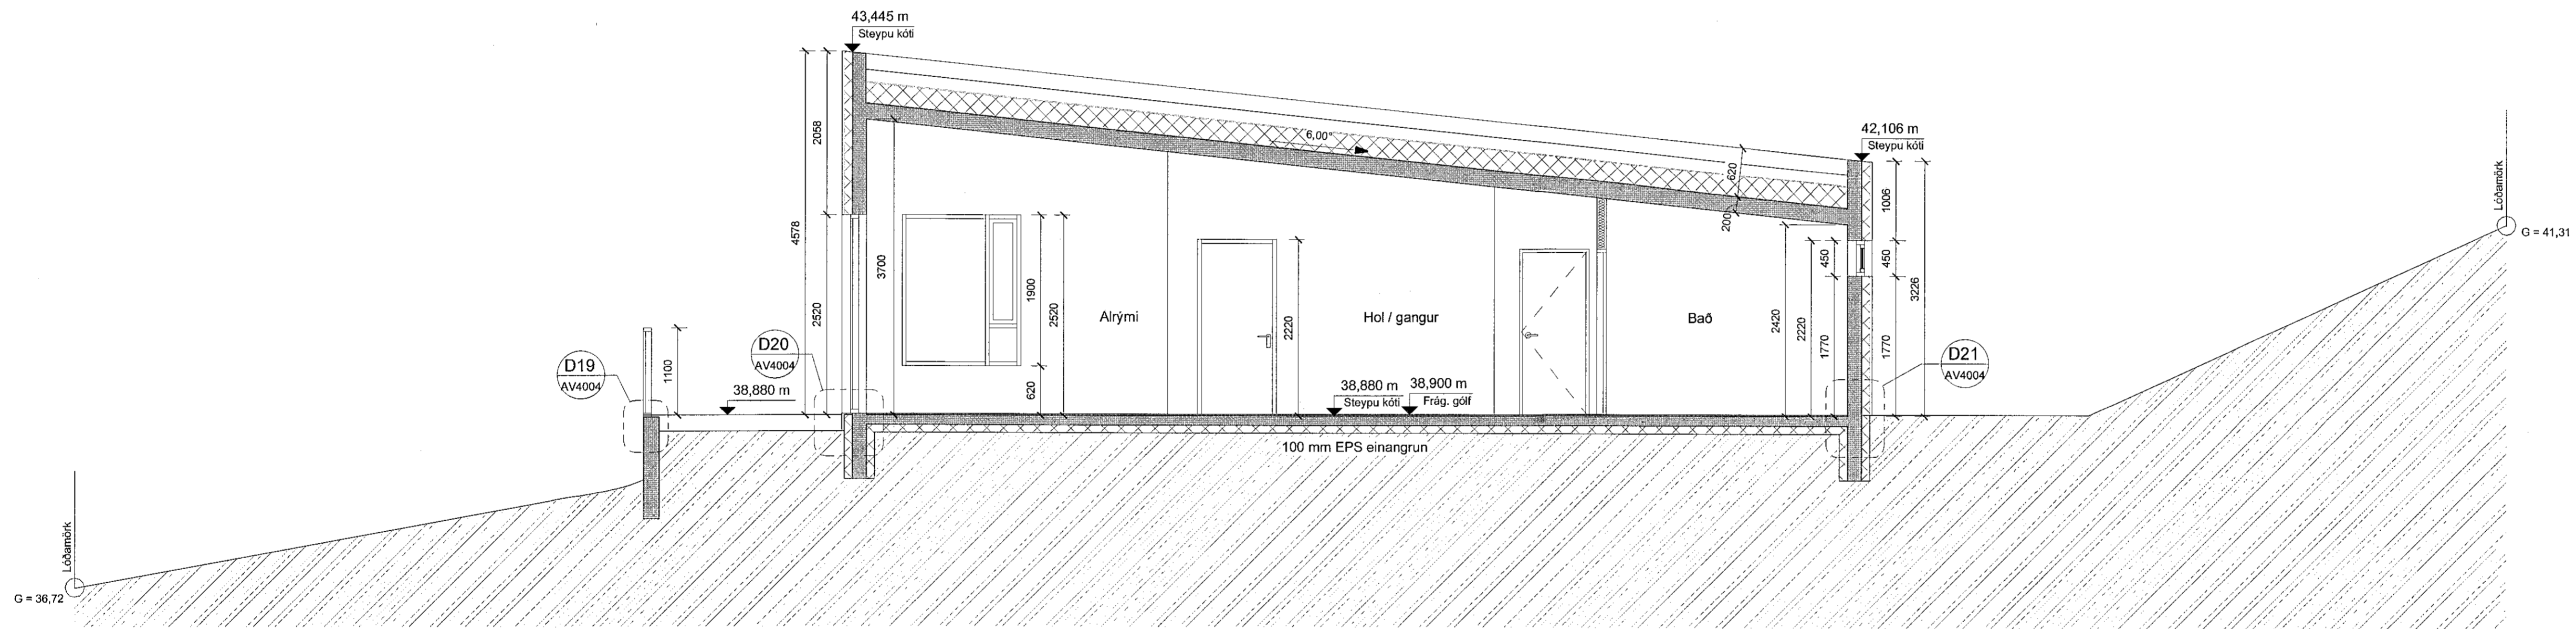 43,445 m
Steypu kóti
42,106 m
Steypu kóti
6,00°
620
200
2058
4578
2520
3700
1900
2520
620
Alrými
2220
Hol / gangur
Bað
2420
2220
450
1770
1006
450
1770
3226
Lóðamörk
G = 41,31
D19
AV4004
1100
D20
AV4004
38,880 m
38,880 m
Steypu kóti
38,900 m
Frág. gólf
D21
AV4004
100 mm EPS einangrun
Lóðamörk
G = 36,72